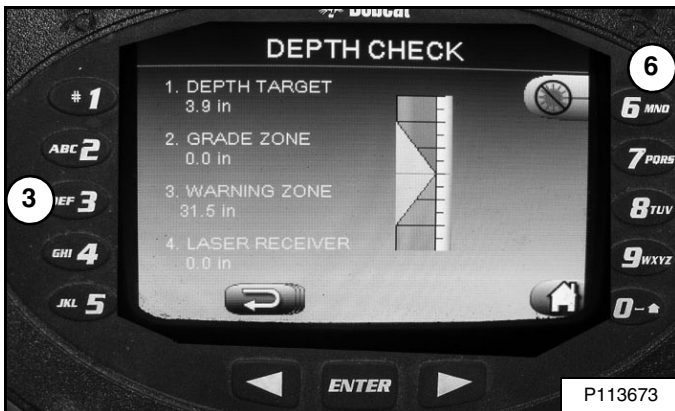 Bobcat
DEPTH CHECK
#1
ABC 2
3
DEF 3
GHI 4
JKL 5
1. DEPTH TARGET
3.9 in
2. GRADE ZONE
0.0 in
3. WARNING ZONE
31.5 in
4. LASER RECEIVER
0.0 in
6
6 MNO
7 PQRS
8 TUV
9 WXYZ
0-
ENTER
P113673